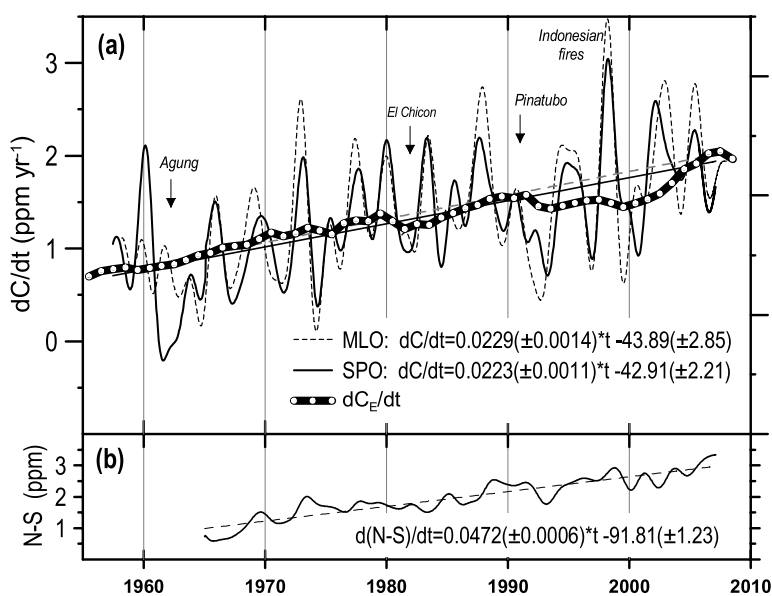 (a)
Indonesian
fires
El Chicon
Pinatubo
Agung
3
2
1
0
dC/dt (ppm yr⁻¹)
MLO: dC/dt=0.0229(±0.0014)*t -43.89(±2.85)
SPO: dC/dt=0.0223(±0.0011)*t -42.91(±2.21)
dC_E/dt
(b)
3
2
1
N-S (ppm)
d(N-S)/dt=0.0472(±0.0006)*t -91.81(±1.23)
1960 1970 1980 1990 2000 2010